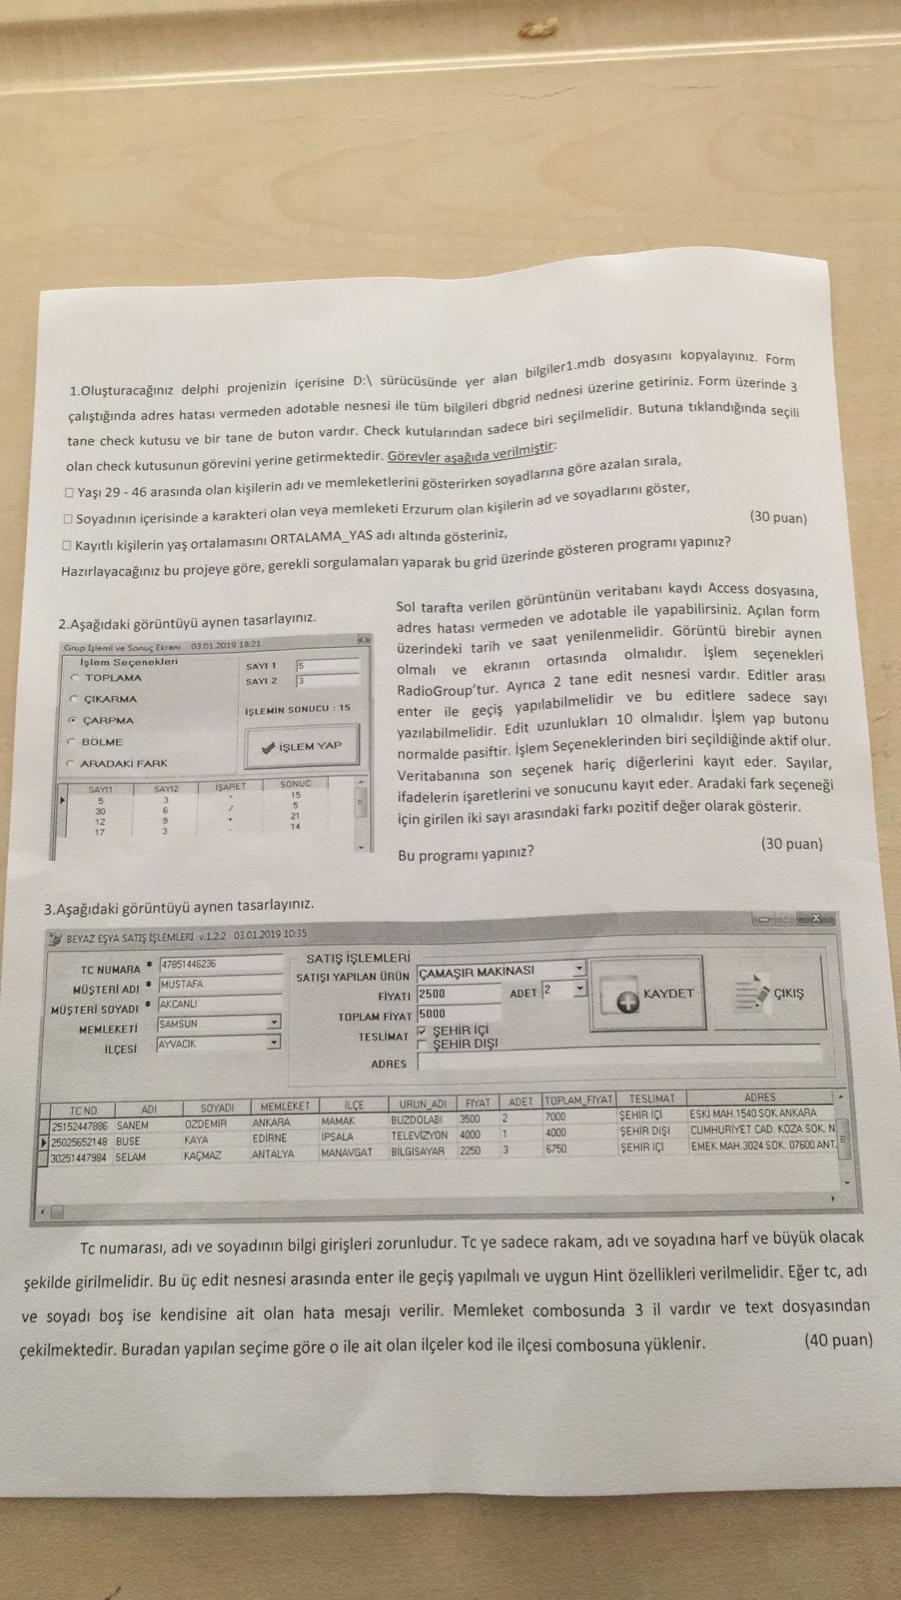 1.Oluşturacağınız delphi projenizin içerisine D:\ sürücüsünde yer alan bilgiler1.mdb dosyasını kopyalayınız. Form
çalıştığında adres hatası vermeden adotable nesnesi ile tüm bilgileri dbgrid nednesi üzerine getiriniz. Form üzerinde 3
tane check kutusu ve bir tane de buton vardır. Check kutularından sadece biri seçilmelidir. Butuna tıklandığında seçili
olan check kutusunun görevini yerine getirmektedir. Görevler aşağıda verilmiştir:
☐ Yaşı 29 - 46 arasında olan kişilerin adı ve memleketlerini gösterirken soyadlarına göre azalan sırala,
☐ Soyadının içerisinde a karakteri olan veya memleketi Erzurum olan kişilerin ad ve soyadlarını göster,
☐ Kayıtlı kişilerin yaş ortalamasını ORTALAMA_YAS adı altında gösteriniz,
(30 puan)
Hazırlayacağınız bu projeye göre, gerekli sorgulamaları yaparak bu grid üzerinde gösteren programı yapınız?
2.Aşağıdaki görüntüyü aynen tasarlayınız.
Grup İşlemi ve Sonuç Ekranı 03.01.2019 18:21
İşlem Seçenekleri
TOPLAMA
ÇIKARMA
ÇARPMA
BÖLME
ARADAKİ FARK
SAYI 1 5
SAYI 2 3
İŞLEMİN SONUCU : 15
İŞLEM YAP
SAYI1 SAYI2 İŞARET SONUC
5 3 * 15
30 6 / 5
12 9 + 21
17 3 - 14
Sol tarafta verilen görüntünün veritabanı kaydı Access dosyasına,
adres hatası vermeden ve adotable ile yapabilirsiniz. Açılan form
üzerindeki tarih ve saat yenilenmelidir. Görüntü birebir aynen
olmalı ve ekranın ortasında olmalıdır. İşlem seçenekleri
RadioGroup'tur. Ayrıca 2 tane edit nesnesi vardır. Editler arası
enter ile geçiş yapılabilmelidir ve bu editlere sadece sayı
yazılabilmelidir. Edit uzunlukları 10 olmalıdır. İşlem yap butonu
normalde pasiftir. İşlem Seçeneklerinden biri seçildiğinde aktif olur.
Veritabanına son seçenek hariç diğerlerini kayıt eder. Sayılar,
ifadelerin işaretlerini ve sonucunu kayıt eder. Aradaki fark seçeneği
için girilen iki sayı arasındaki farkı pozitif değer olarak gösterir.
Bu programı yapınız?
(30 puan)
3.Aşağıdaki görüntüyü aynen tasarlayınız.
BEYAZ EŞYA SATIŞ İŞLEMLERİ v.1.2.2 03.01.2019 10:35
TC NUMARA * 47851446236
MÜŞTERİ ADI * MUSTAFA
MÜŞTERİ SOYADI * AKCANLI
MEMLEKETİ SAMSUN
İLÇESİ AYVACIK
SATIŞ İŞLEMLERİ
SATIŞI YAPILAN ÜRÜN ÇAMAŞIR MAKİNASI
FİYATI 2500 ADET 2
TOPLAM FİYAT 5000
TESLİMAT ŞEHİR İÇİ
ŞEHİR DIŞI
ADRES
KAYDET
ÇIKIŞ
TC NO ADI SOYADI MEMLEKET İLÇE URUN_ADI FİYAT ADET TOPLAM_FİYAT TESLIMAT ADRES
25152447886 SANEM OZDEMİR ANKARA MAMAK BUZDOLABI 3500 2 7000 ŞEHİR İÇİ ESKİ MAH.1540 SOK.ANKARA
25025652148 BUSE KAYA EDİRNE İPSALA TELEVİZYON 4000 1 4000 ŞEHİR DIŞI CUMHURİYET CAD. KOZA SOK. N
30251447984 SELAM KAÇMAZ ANTALYA MANAVGAT BİLGİSAYAR 2250 3 6750 ŞEHİR İÇİ EMEK MAH.3024 SOK. 07600 ANT.
Tc numarası, adı ve soyadının bilgi girişleri zorunludur. Tc ye sadece rakam, adı ve soyadına harf ve büyük olacak
şekilde girilmelidir. Bu üç edit nesnesi arasında enter ile geçiş yapılmalı ve uygun Hint özellikleri verilmelidir. Eğer tc, adı
ve soyadı boş ise kendisine ait olan hata mesajı verilir. Memleket combosunda 3 il vardır ve text dosyasından
çekilmektedir. Buradan yapılan seçime göre o ile ait olan ilçeler kod ile ilçesi combosuna yüklenir.
(40 puan)